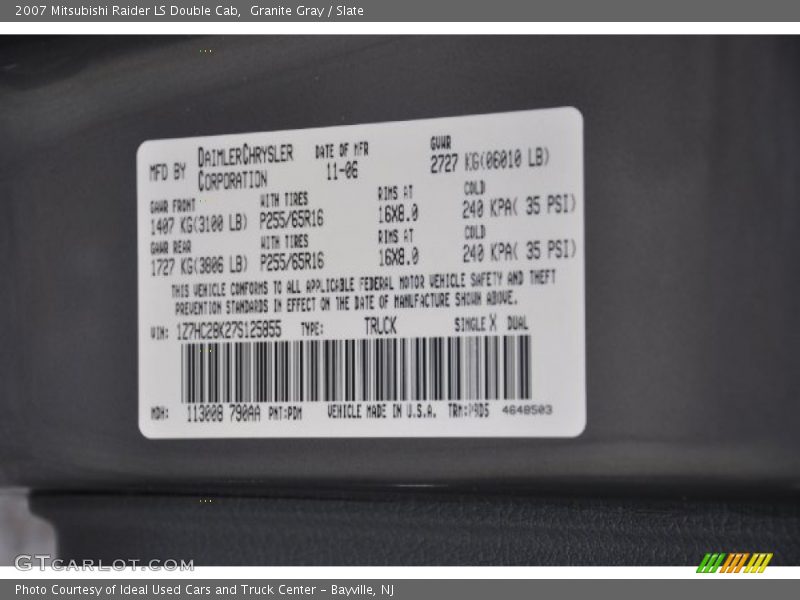 2007 Mitsubishi Raider LS Double Cab,  Granite Gray / Slate
MFD BY DAIMLERCHRYSLER CORPORATION DATE OF MFR 11-06 GVWR 2727 KG(06010 LB)
GAWR FRONT WITH TIRES RIMS AT COLD
1407 KG(3100 LB) P255/65R16 16X8.0 240 KPA( 35 PSI)
GAWR REAR WITH TIRES RIMS AT COLD
1727 KG(3806 LB) P255/65R16 16X8.0 240 KPA( 35 PSI)
THIS VEHICLE CONFORMS TO ALL APPLICABLE FEDERAL MOTOR VEHICLE SAFETY AND THEFT
PREVENTION STANDARDS IN EFFECT ON THE DATE OF MANUFACTURE SHOWN ABOVE.
VIN: 1Z7HC28K27S125855 TYPE: TRUCK SINGLE X DUAL
MDH: 113008 790AA PNT:PDM VEHICLE MADE IN U.S.A. TRM: 4648503
GTCARLOT.COM
Photo Courtesy of Ideal Used Cars and Truck Center – Bayville, NJ